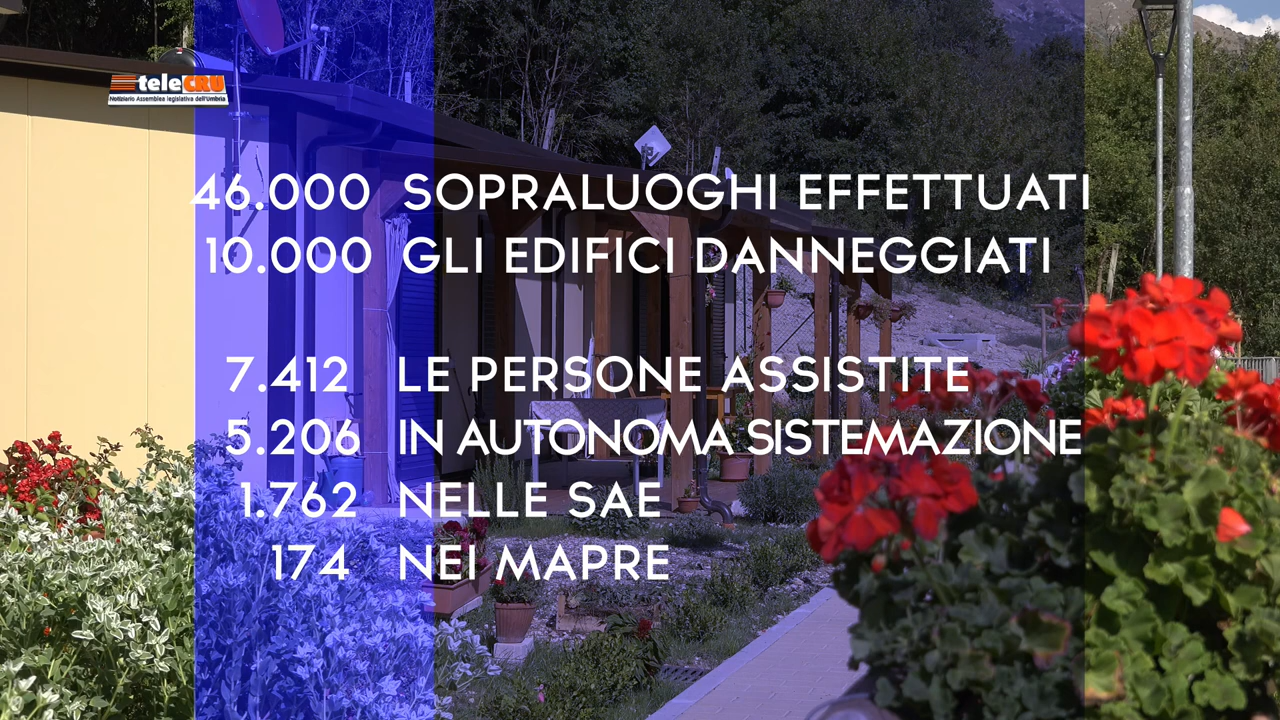 teleCRU
Notiziario Assemblea legislativa dell'Umbria
46.000 SOPRALUOGHI EFFETTUATI
10.000 GLI EDIFICI DANNEGGIATI
7.412 LE PERSONE ASSISTITE
5.206 IN AUTONOMA SISTEMAZIONE
1.762 NELLE SAE
174 NEI MAPRE